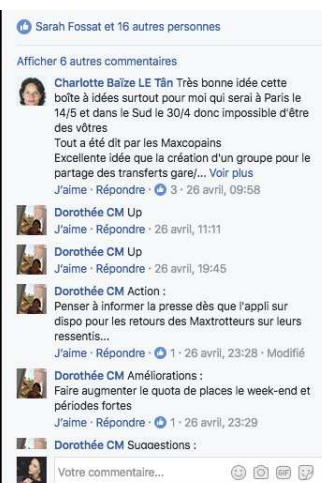 Sarah Fossat et 16 autres personnes
Afficher 6 autres commentaires
Charlotte Baïze LE Tân Très bonne idée cette
boîte à idées surtout pour moi qui serai à Paris le
14/5 et dans le Sud le 30/4 donc impossible d'être
des vôtres
Tout a été dit par les Maxcopains
Excellente idée que la création d'un groupe pour le
partage des transferts gare/... Voir plus
J'aime · Répondre · 3 · 26 avril, 09:58
Dorothée CM Up
J'aime · Répondre · 26 avril, 11:11
Dorothée CM Up
J'aime · Répondre · 26 avril, 19:45
Dorothée CM Action :
Penser à informer la presse dès que l'appli sur
dispo pour les retours des Maxtrotteurs sur leurs
ressentis...
J'aime · Répondre · 1 · 26 avril, 23:28 · Modifié
Dorothée CM Améliorations :
Faire augmenter le quota de places le week-end et
périodes fortes
J'aime · Répondre · 1 · 26 avril, 23:29
Dorothée CM Suggestions :
Votre commentaire...
GIF